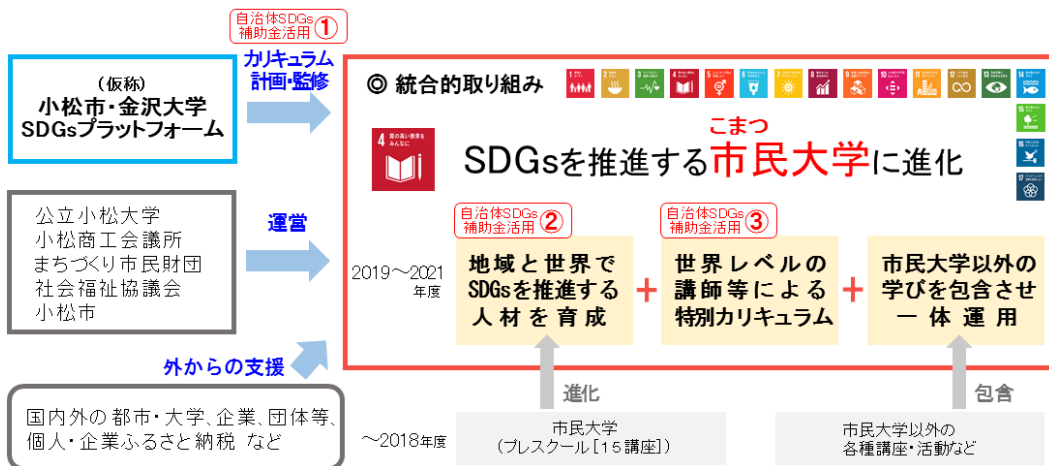 自治体SDGs
補助金活用①
カリキュラム
計画・監修
(仮称)
小松市・金沢大学
SDGsプラットフォーム
◎ 統合的取り組み
4 質の高い教育を
みんなに
こまつ
SDGsを推進する市民大学に進化
公立小松大学
小松商工会議所
まちづくり市民財団
社会福祉協議会
小松市
運営
2019～2021
年度
自治体SDGs
補助金活用②
地域と世界で
SDGsを推進する
人材を育成
+
自治体SDGs
補助金活用③
世界レベルの
講師等による
特別カリキュラム
+
市民大学以外の
学びを包含させ
一体運用
外からの支援
国内外の都市・大学、企業、団体等、
個人・企業ふるさと納税 など
進化
包含
～2018年度
市民大学
(プレスクール[15講座])
市民大学以外の
各種講座・活動など